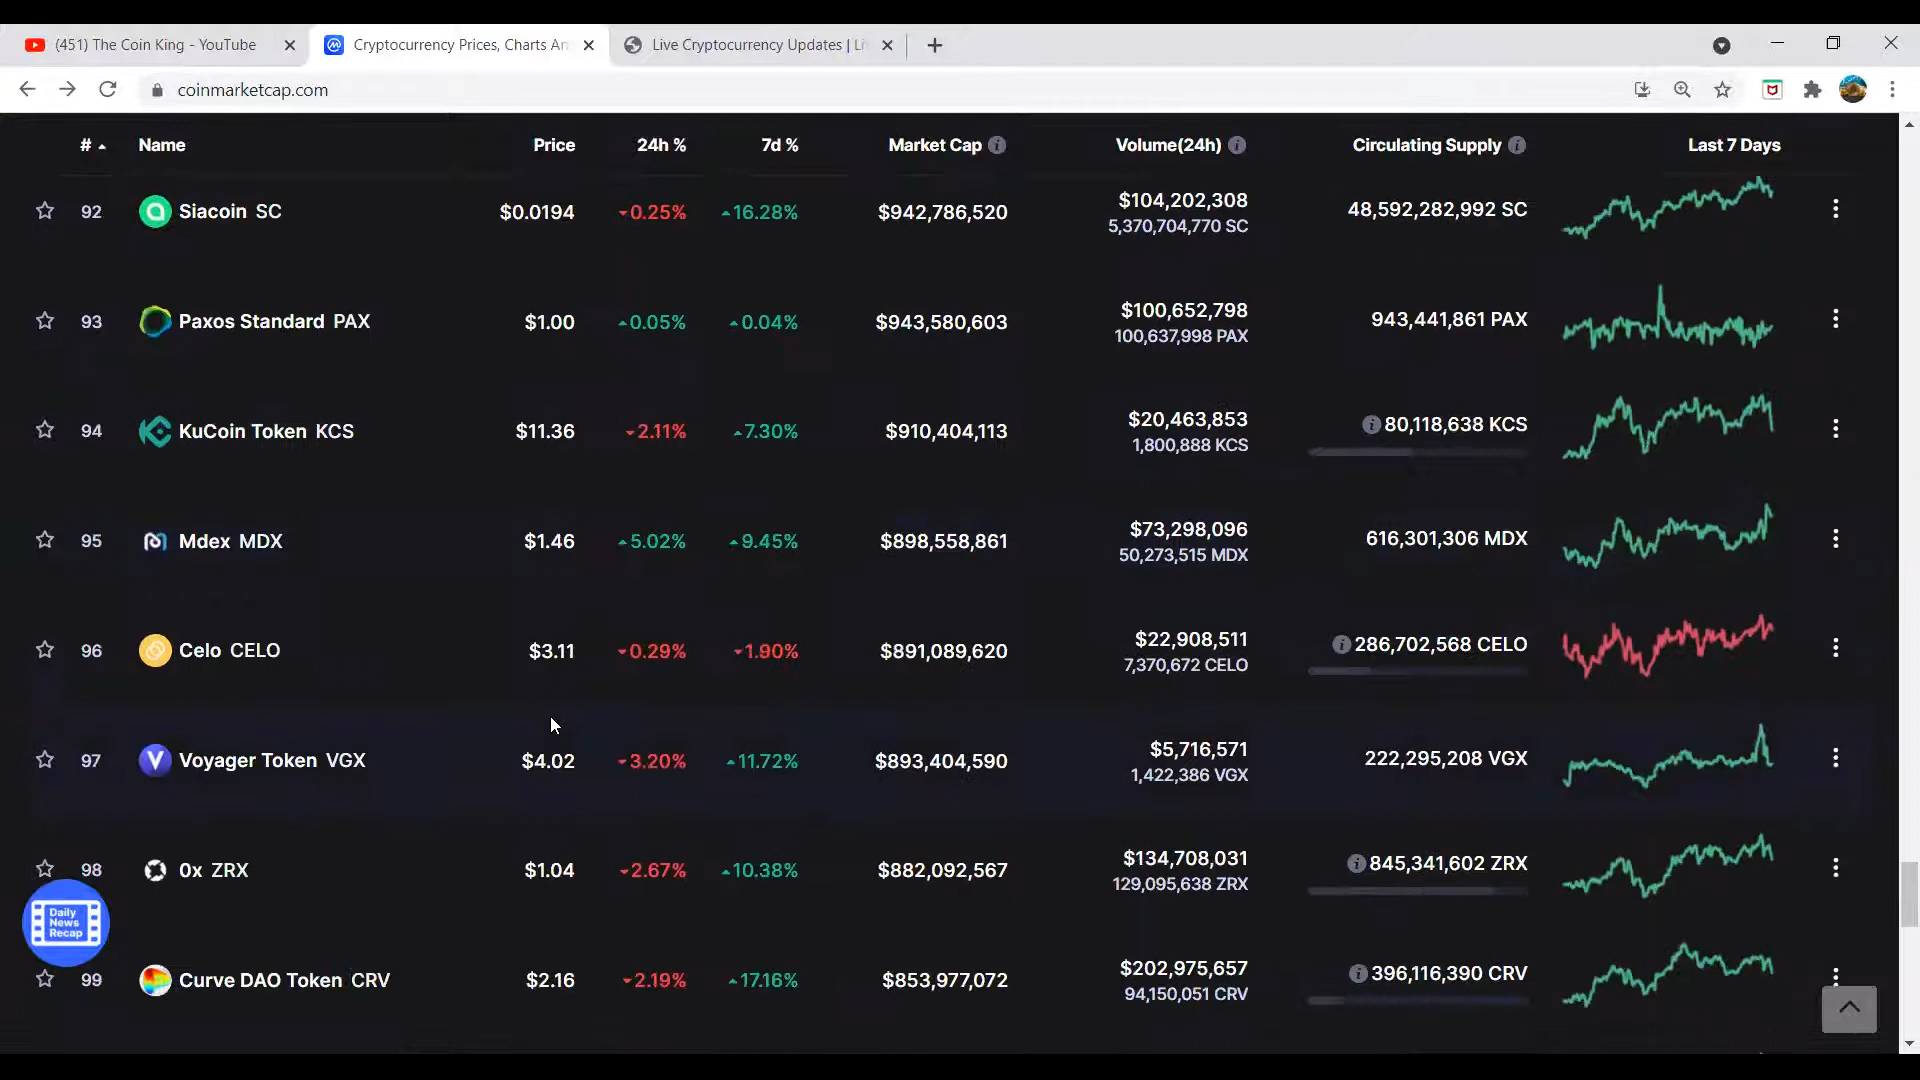 (451) The Coin King - YouTube
Cryptocurrency Prices, Charts An
Live Cryptocurrency Updates | Li
coinmarketcap.com
# Name Price 24h % 7d % Market Cap Volume(24h) Circulating Supply Last 7 Days
92 Siacoin SC $0.0194 0.25% 16.28% $942,786,520 $104,202,308 48,592,282,992 SC
5,370,704,770 SC
93 Paxos Standard PAX $1.00 0.05% 0.04% $943,580,603 $100,652,798 943,441,861 PAX
100,637,998 PAX
94 KuCoin Token KCS $11.36 2.11% 7.30% $910,404,113 $20,463,853 80,118,638 KCS
1,800,888 KCS
95 Mdex MDX $1.46 5.02% 9.45% $898,558,861 $73,298,096 616,301,306 MDX
50,273,515 MDX
96 Celo CELO $3.11 0.29% 1.90% $891,089,620 $22,908,511 286,702,568 CELO
7,370,672 CELO
97 Voyager Token VGX $4.02 3.20% 11.72% $893,404,590 $5,716,571 222,295,208 VGX
1,422,386 VGX
98 0x ZRX $1.04 2.67% 10.38% $882,092,567 $134,708,031 845,341,602 ZRX
129,095,638 ZRX
Daily
News
Recap
99 Curve DAO Token CRV $2.16 2.19% 17.16% $853,977,072 $202,975,657 396,116,390 CRV
94,150,051 CRV